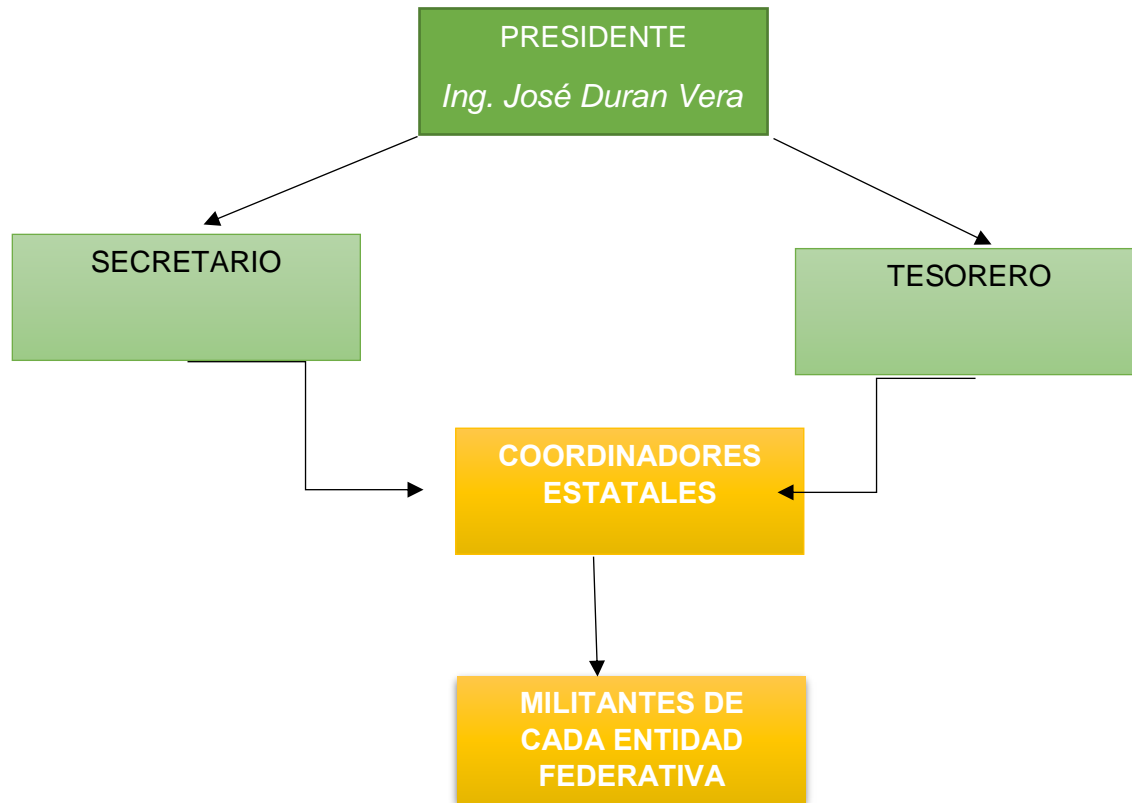 PRESIDENTE
Ing. José Duran Vera
SECRETARIO
TESORERO
COORDINADORES
ESTATALES
MILITANTES DE
CADA ENTIDAD
FEDERATIVA